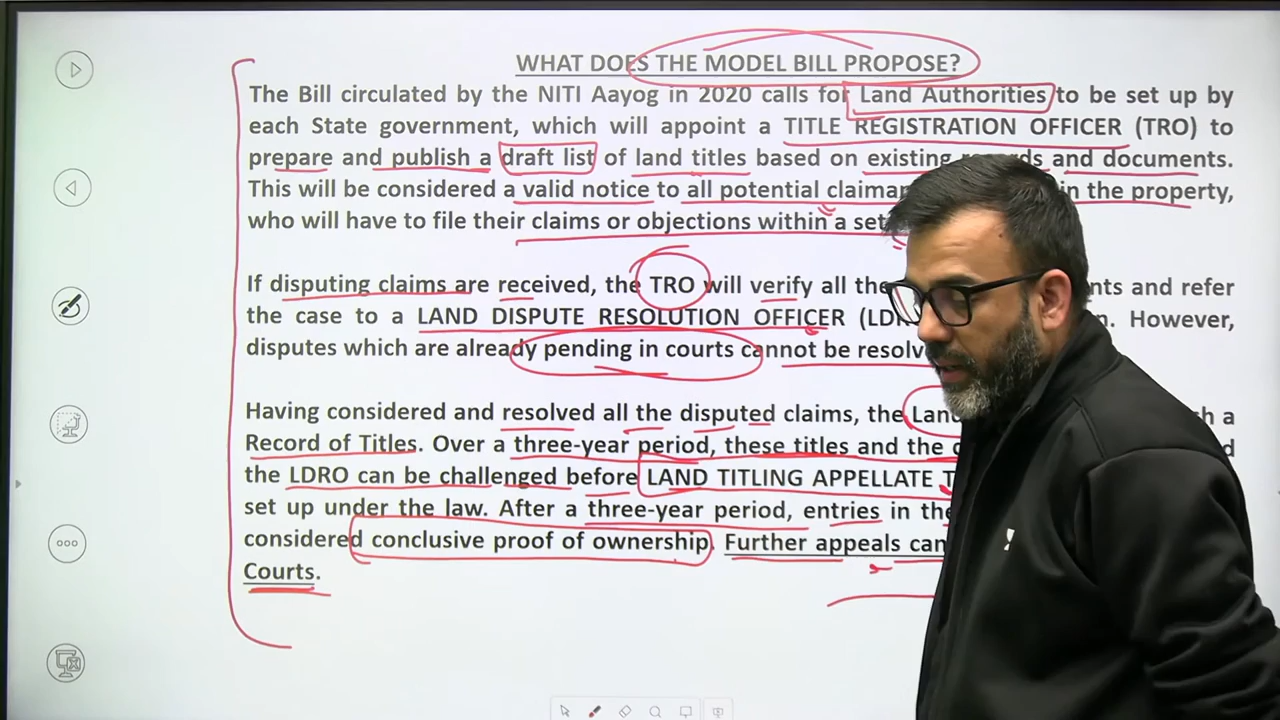 WHAT DOES THE MODEL BILL PROPOSE?
The Bill circulated by the NITI Aayog in 2020 calls for Land Authorities to be set up by
each State government, which will appoint a TITLE REGISTRATION OFFICER (TRO) to
prepare and publish a draft list of land titles based on existing and documents.
This will be considered a valid notice to all potential in the property,
who will have to file their claims or objections within a set
If disputing claims are received, the TRO will verify all the and refer
the case to a LAND DISPUTE RESOLUTION OFFICER However,
disputes which are already pending in courts cannot be
Having considered and resolved all the disputed claims, the a
Record of Titles. Over a three-year period, these titles and the
the LDRO can be challenged before LAND TITLING APPELLATE
set up under the law. After a three-year period, entries in the
considered conclusive proof of ownership. Further appeals can
Courts.